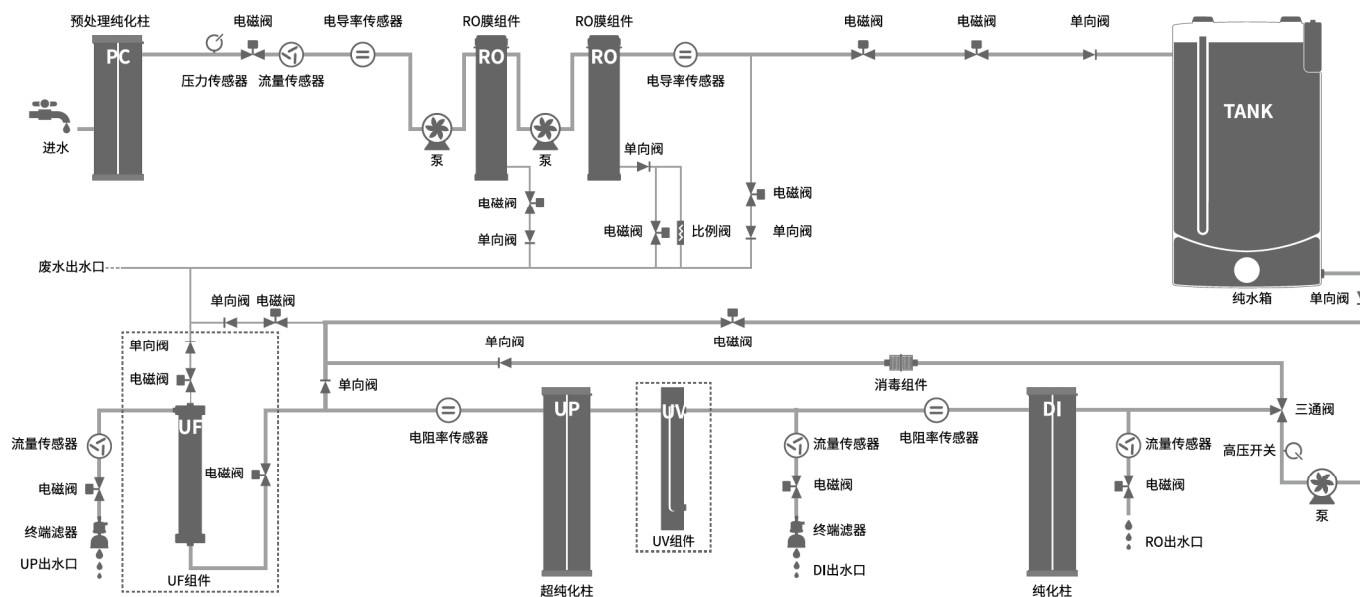 预处理纯化柱
电磁阀
电导率传感器
RO膜组件
RO膜组件
电磁阀
电磁阀
单向阀
PC
RO
RO
压力传感器
流量传感器
电导率传感器
TANK
进水
泵
泵
单向阀
电磁阀
电磁阀
单向阀
电磁阀
比例阀
单向阀
废水出水口
纯水箱
单向阀
单向阀
电磁阀
单向阀
电磁阀
单向阀
电磁阀
单向阀
消毒组件
UP
UV
DI
三通阀
UF
流量传感器
电阻率传感器
流量传感器
电阻率传感器
流量传感器
高压开关
电磁阀
电磁阀
电磁阀
电磁阀
泵
终端滤器
终端滤器
UV组件
RO出水口
UP出水口
DI出水口
UF组件
超纯化柱
纯化柱